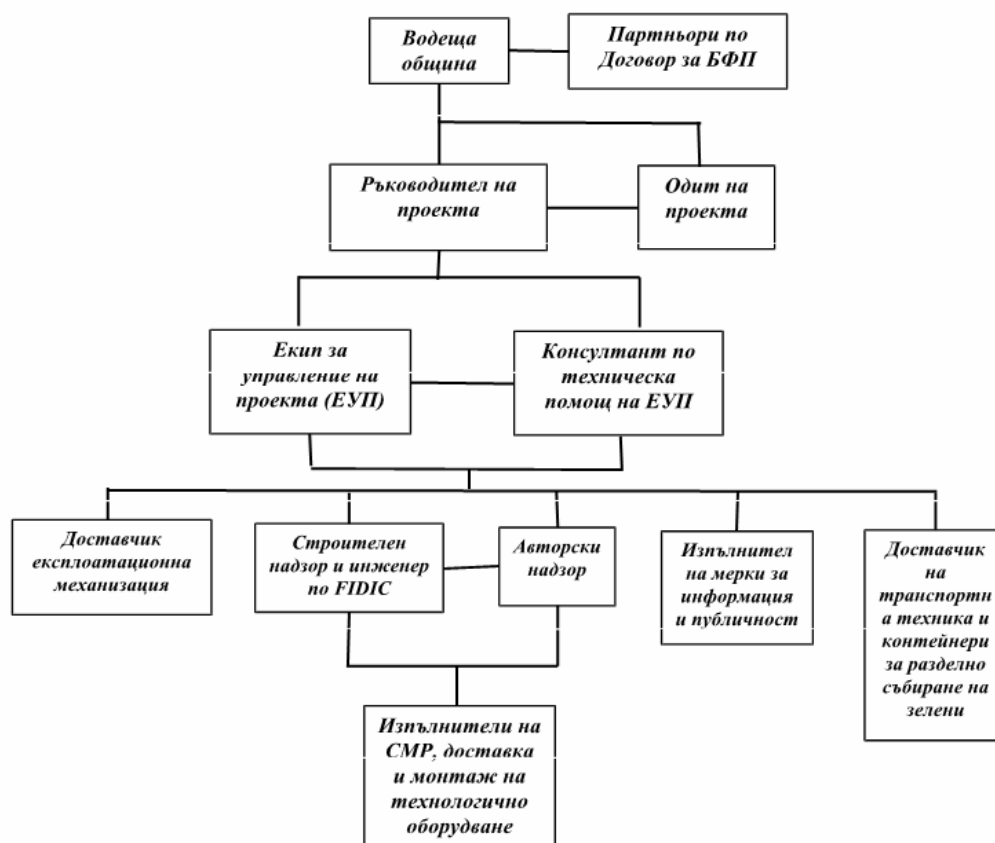 Водеща
община
Партньори по
Договор за БФП
Ръководител на
проекта
Одит на
проекта
Екип за
управление на
проекта (ЕУП)
Консултант по
техническа
помощ на ЕУП
Доставчик
експлоатационна
механизация
Строителен
надзор и инженер
по FIDIC
Авторски
надзор
Изпълнител
на мерки за
информация
и публичност
Доставчик
на
транспортн
а техника и
контейнери
за разделно
събиране на
зелени
Изпълнители на
СМР, доставка
и монтаж на
технологично
оборудване